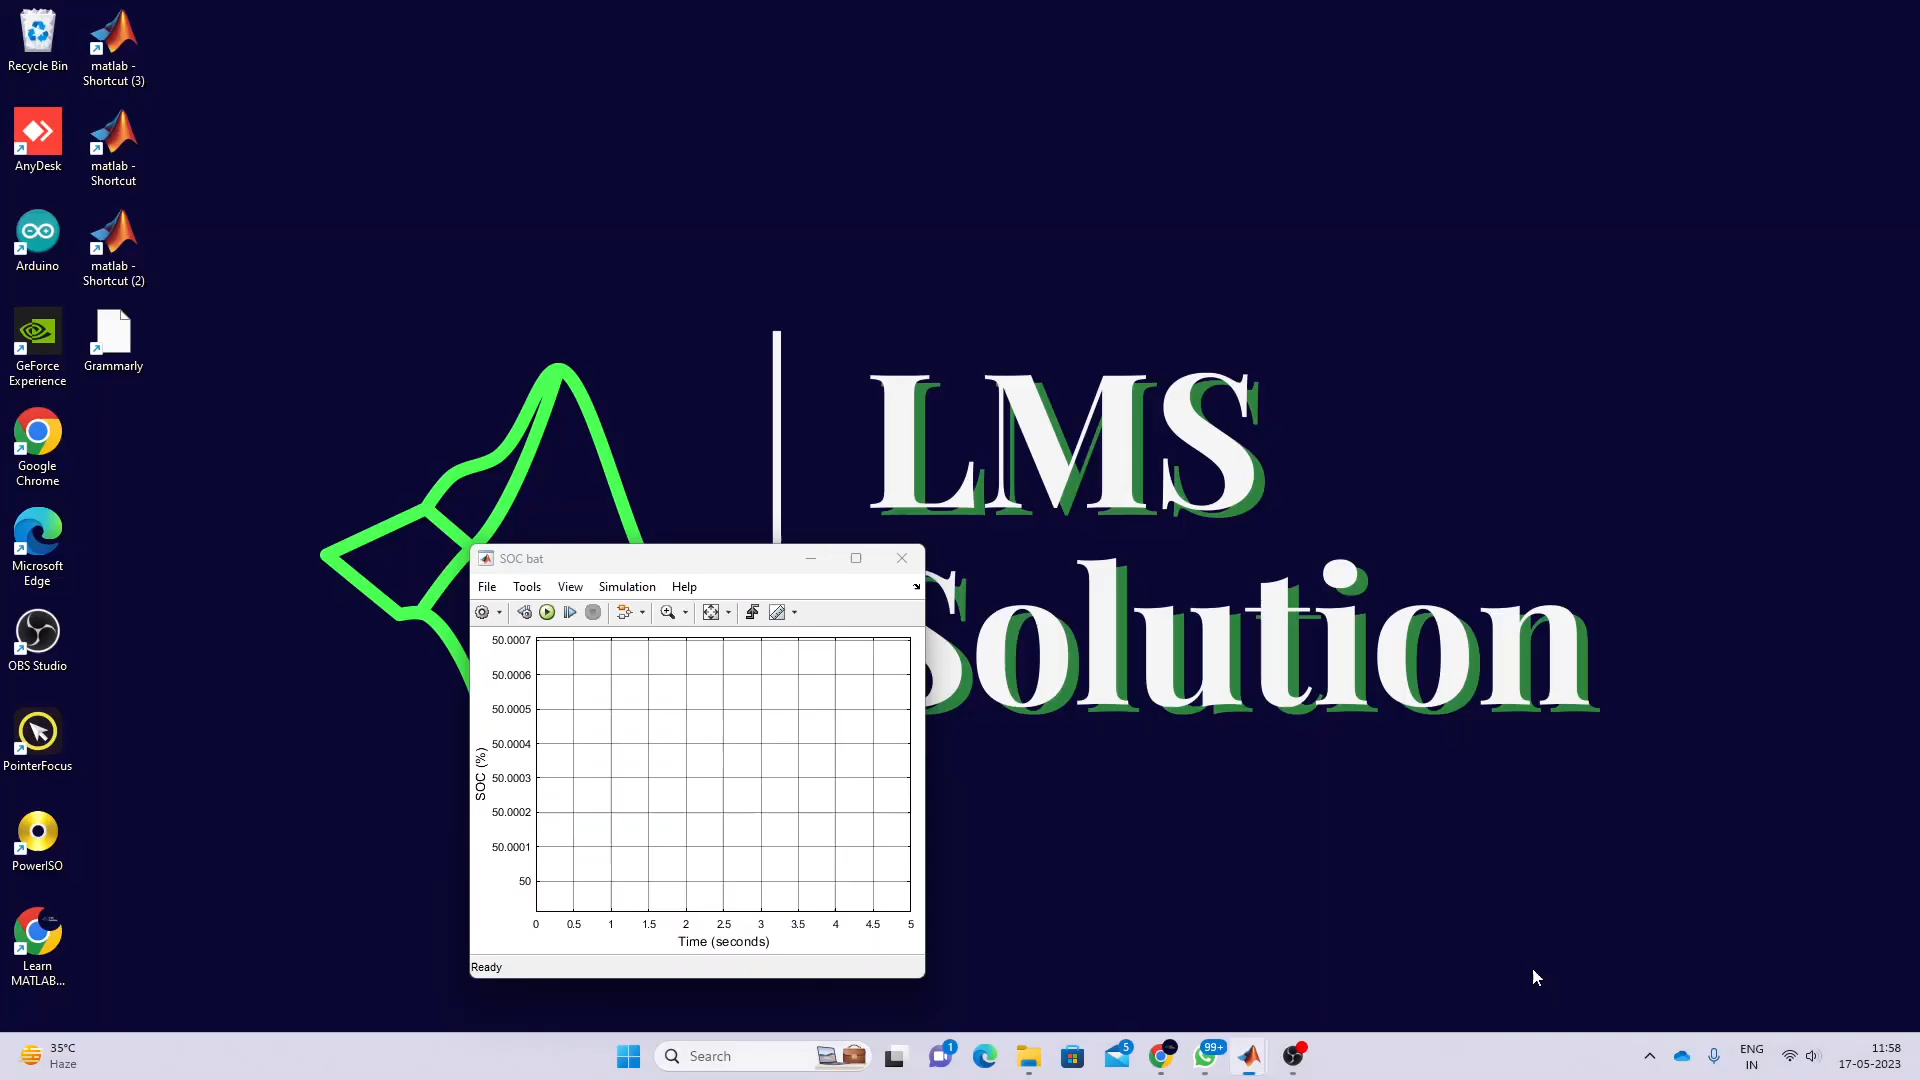 Recycle Bin
matlab -
Shortcut (3)
AnyDesk
matlab -
Shortcut
Arduino
matlab -
Shortcut (2)
GeForce
Experience
Grammarly
Google
Chrome
Microsoft
Edge
OBS Studio
PointerFocus
PowerISO
Learn
MATLAB...
LMS
Solution
SOC bat
File Tools View Simulation Help
50.0007
50.0006
50.0005
50.0004
50.0003
50.0002
50.0001
50
SOC (%)
0 0.5 1 1.5 2 2.5 3 3.5 4 4.5 5
Time (seconds)
Ready
35°C
Haze
Search
1
5
99+
ENG
IN
11:58
17-05-2023